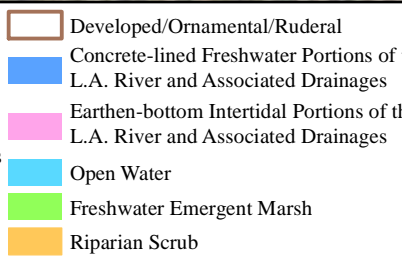 Developed/Ornamental/Ruderal
Concrete-lined Freshwater Portions of
L.A. River and Associated Drainages
Earthen-bottom Intertidal Portions of
L.A. River and Associated Drainages
Open Water
Freshwater Emergent Marsh
Riparian Scrub